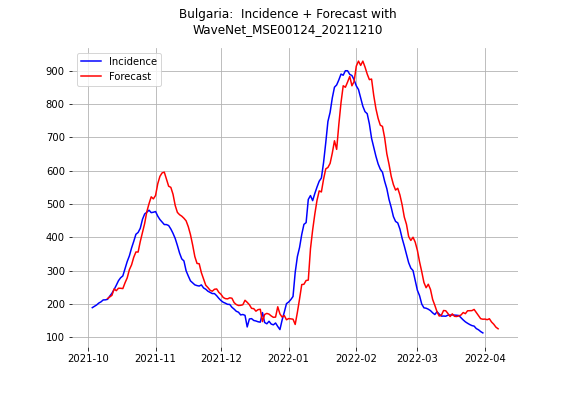 Bulgaria:  Incidence + Forecast with
WaveNet_MSE00124_20211210
Incidence
Forecast
900
800
700
600
500
400
300
200
100
2021-10 2021-11 2021-12 2022-01 2022-02 2022-03 2022-04